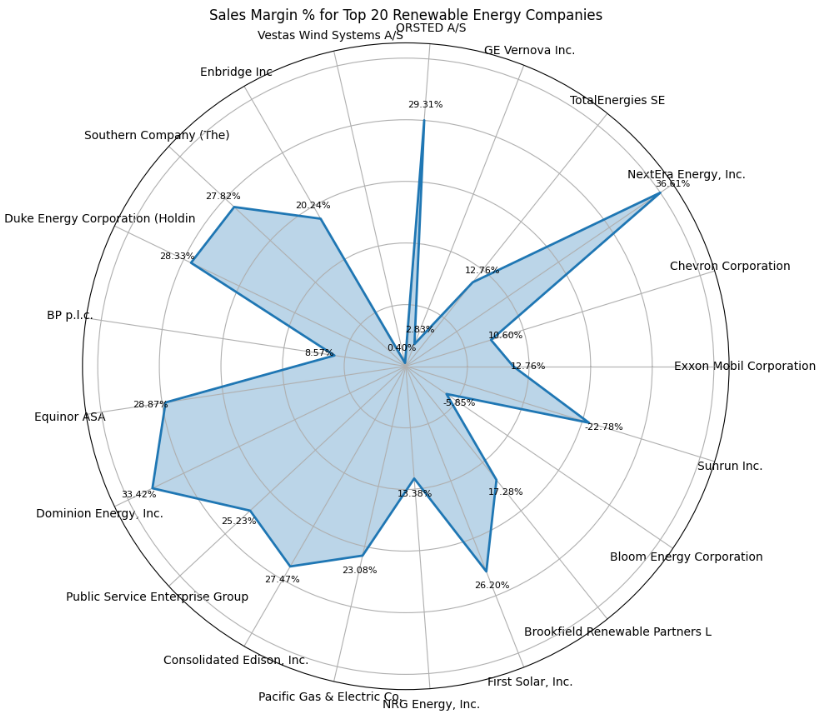 Sales Margin % for Top 20 Renewable Energy Companies
ORSTED A/S
Vestas Wind Systems A/S
GE Vernova Inc.
Enbridge Inc
TotalEnergies SE
29.31%
Southern Company (The)
NextEra Energy, Inc.
36.61%
27.82%
20.24%
Duke Energy Corporation (Holdin
28.33%
12.76%
Chevron Corporation
BP p.l.c.
2.83%
10.60%
0.40%
8.57%
12.76%
Exxon Mobil Corporation
28.87%
-5.85%
Equinor ASA
-22.78%
Sunrun Inc.
33.42%
13.38%
17.28%
Dominion Energy, Inc.
25.23%
Bloom Energy Corporation
23.08%
27.47%
26.20%
Public Service Enterprise Group
Brookfield Renewable Partners L
Consolidated Edison, Inc.
First Solar, Inc.
Pacific Gas & Electric Co.
NRG Energy, Inc.